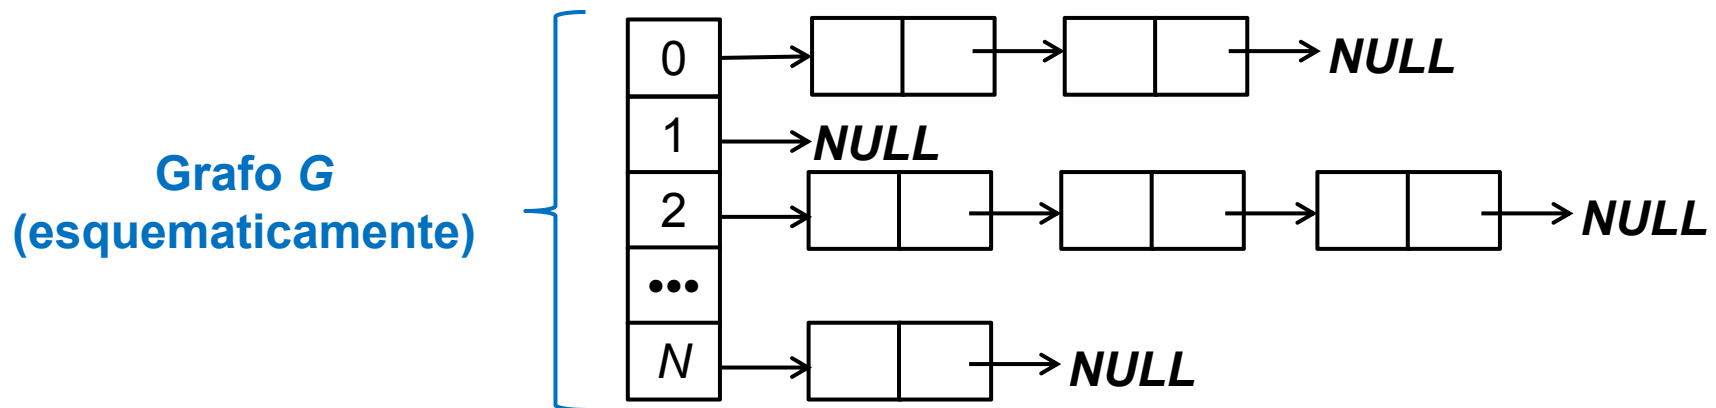 Grafo G
(esquematicamente)
0
NULL
1
NULL
2
NULL
•••
N
NULL